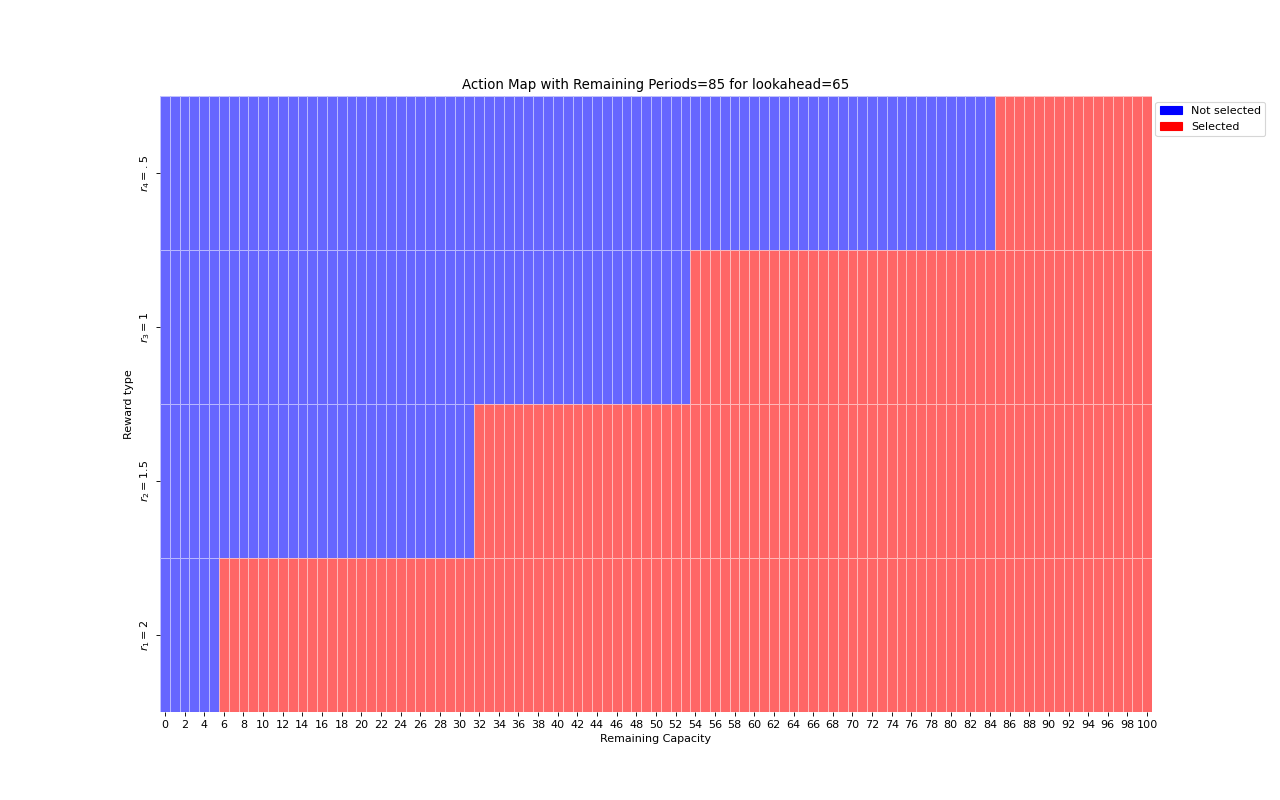 Action Map with Remaining Periods=85 for lookahead=65
Not selected
Selected
Reward type
r₄ = .5
r₃ = 1
r₂ = 1.5
r₁ = 2
0 2 4 6 8 10 12 14 16 18 20 22 24 26 28 30 32 34 36 38 40 42 44 46 48 50 52 54 56 58 60 62 64 66 68 70 72 74 76 78 80 82 84 86 88 90 92 94 96 98 100
Remaining Capacity